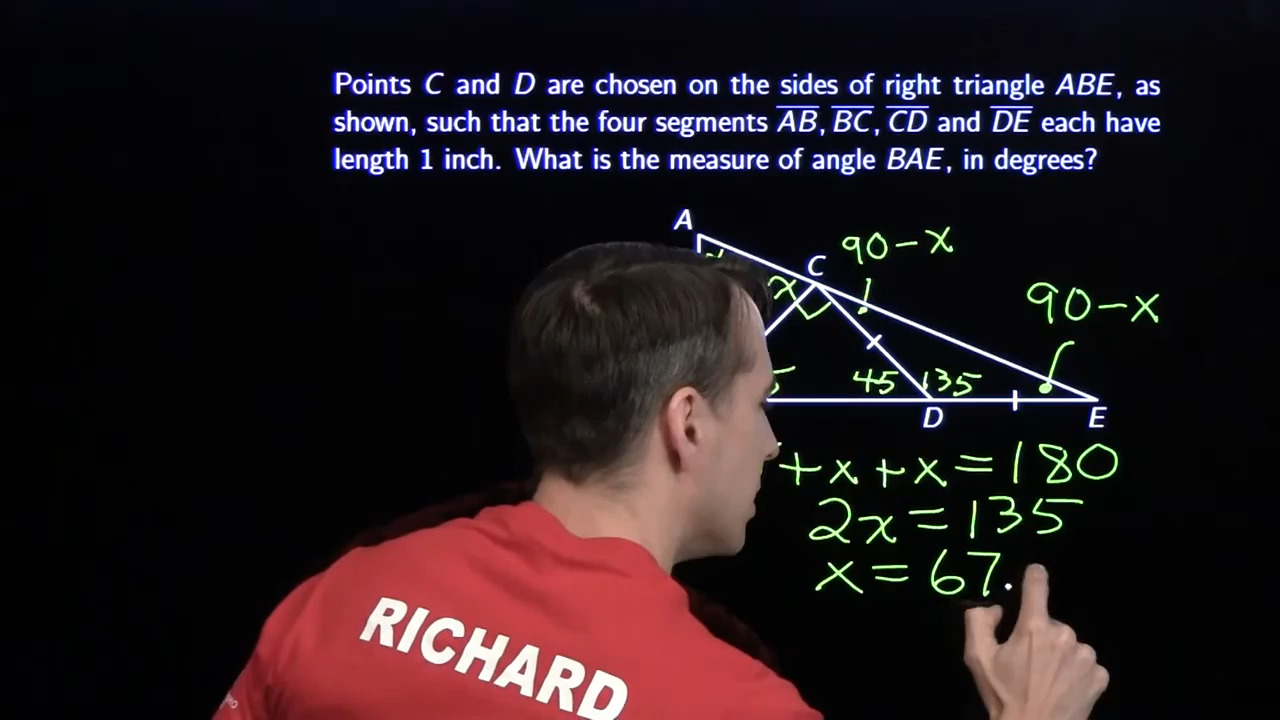 Points C and D are chosen on the sides of right triangle ABE, as
shown, such that the four segments AB, BC, CD and DE each have
length 1 inch. What is the measure of angle BAE, in degrees?
A
90-x
C
x
90-x
45
135
D
E
+x+x=180
2x=135
x=67.
RICHARD